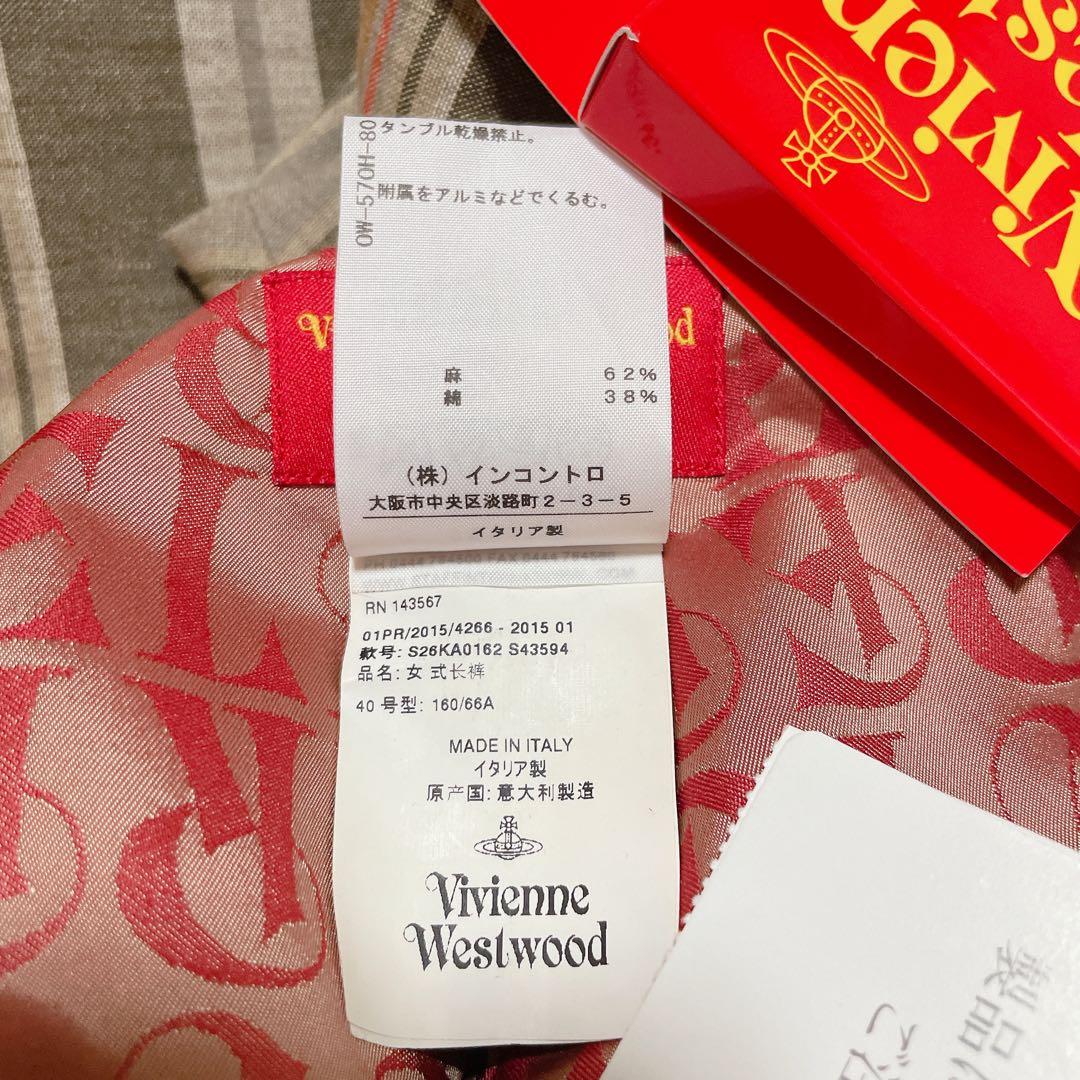 Vivien
OW-570H-80
タンブル乾燥禁止。
附属をアルミなどでくるむ。
麻 62%
綿 38%
(株)インコントロ
大阪市中央区淡路町2-3-5
イタリア製
RN 143567
01PR/2015/4266 - 2015 01
款号: S26KA0162 S43594
品名: 女 式长裤
40 号型: 160/66A
MADE IN ITALY
イタリア製
原产国: 意大利製造
Vivienne
Westwood
製品